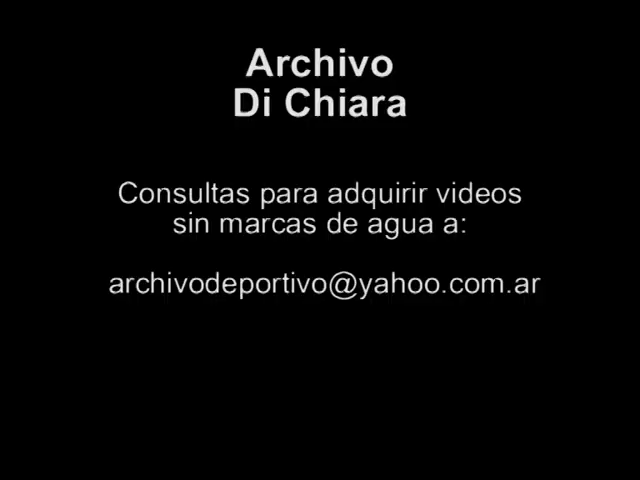 Archivo
Di Chiara
Consultas para adquirir videos
sin marcas de agua a:
archivodeportivo@yahoo.com.ar